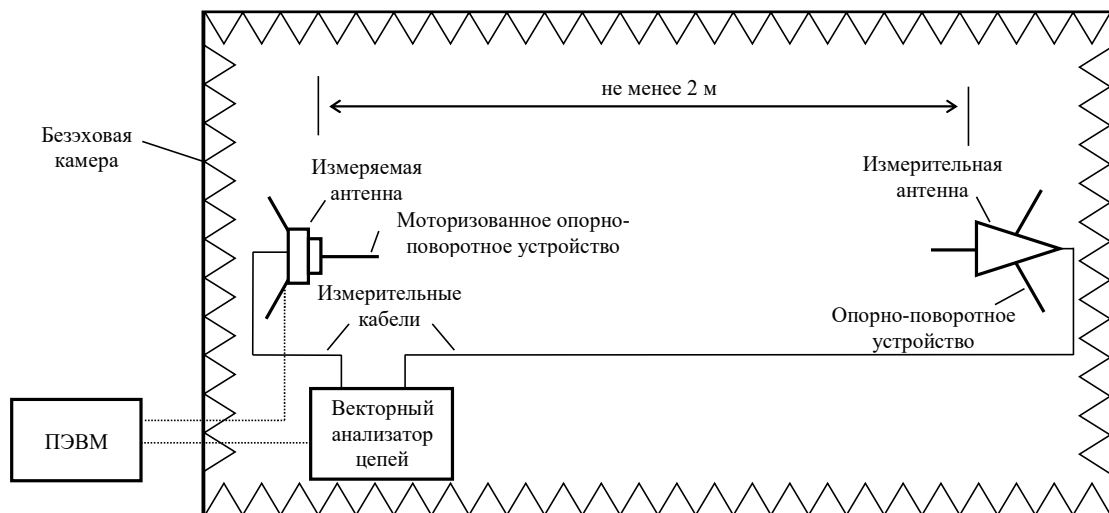 не менее 2 м
Безэховая
камера
Измеряемая
антенна
Измерительная
антенна
Моторизованное опорно-
поворотное устройство
Измерительные
кабели
Опорно-поворотное
устройство
Векторный
анализатор
цепей
ПЭВМ